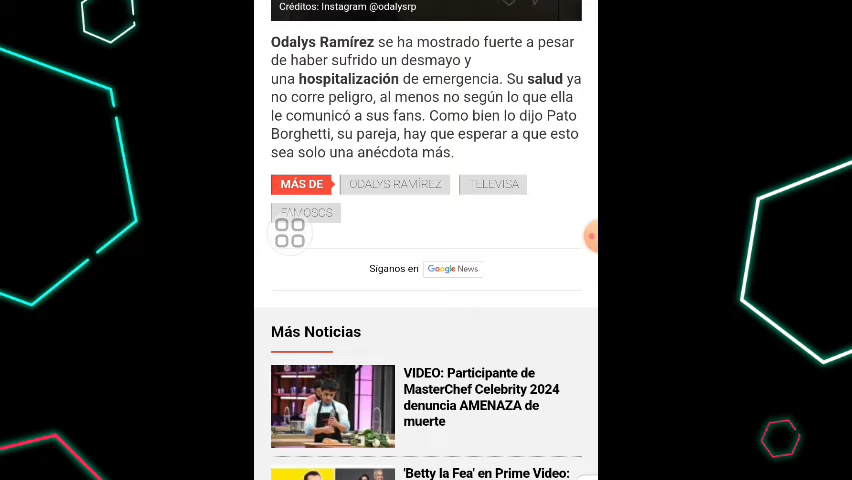 Créditos: Instagram @odalysrp
Odalys Ramírez se ha mostrado fuerte a pesar
de haber sufrido un desmayo y
una hospitalización de emergencia. Su salud ya
no corre peligro, al menos no según lo que ella
le comunicó a sus fans. Como bien lo dijo Pato
Borghetti, su pareja, hay que esperar a que esto
sea solo una anécdota más.
MÁS DE ODALYS RAMÍREZ TELEVISA
FAMOSOS
Síganos en Google News
Más Noticias
VIDEO: Participante de
MasterChef Celebrity 2024
denuncia AMENAZA de
muerte
'Betty la Fea' en Prime Video: